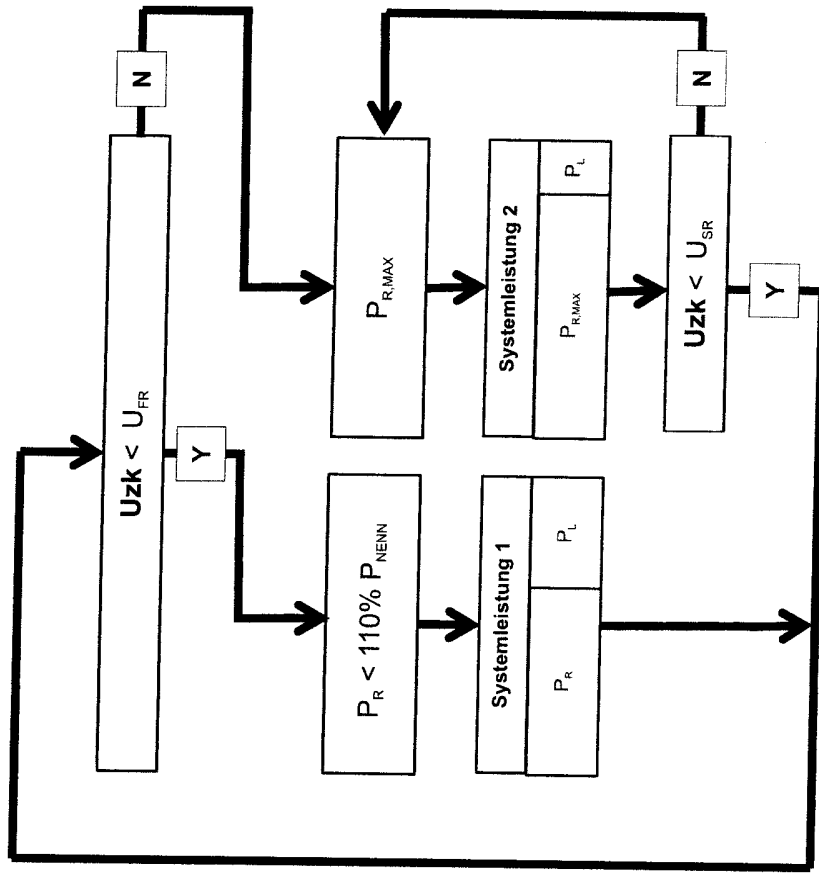 Uzk < U_FR
N
Y
P_R < 110% P_NENN
P_R,MAX
Systemleistung 1
P_R
P_L
Systemleistung 2
P_R,MAX
P_L
Uzk < U_SR
N
Y